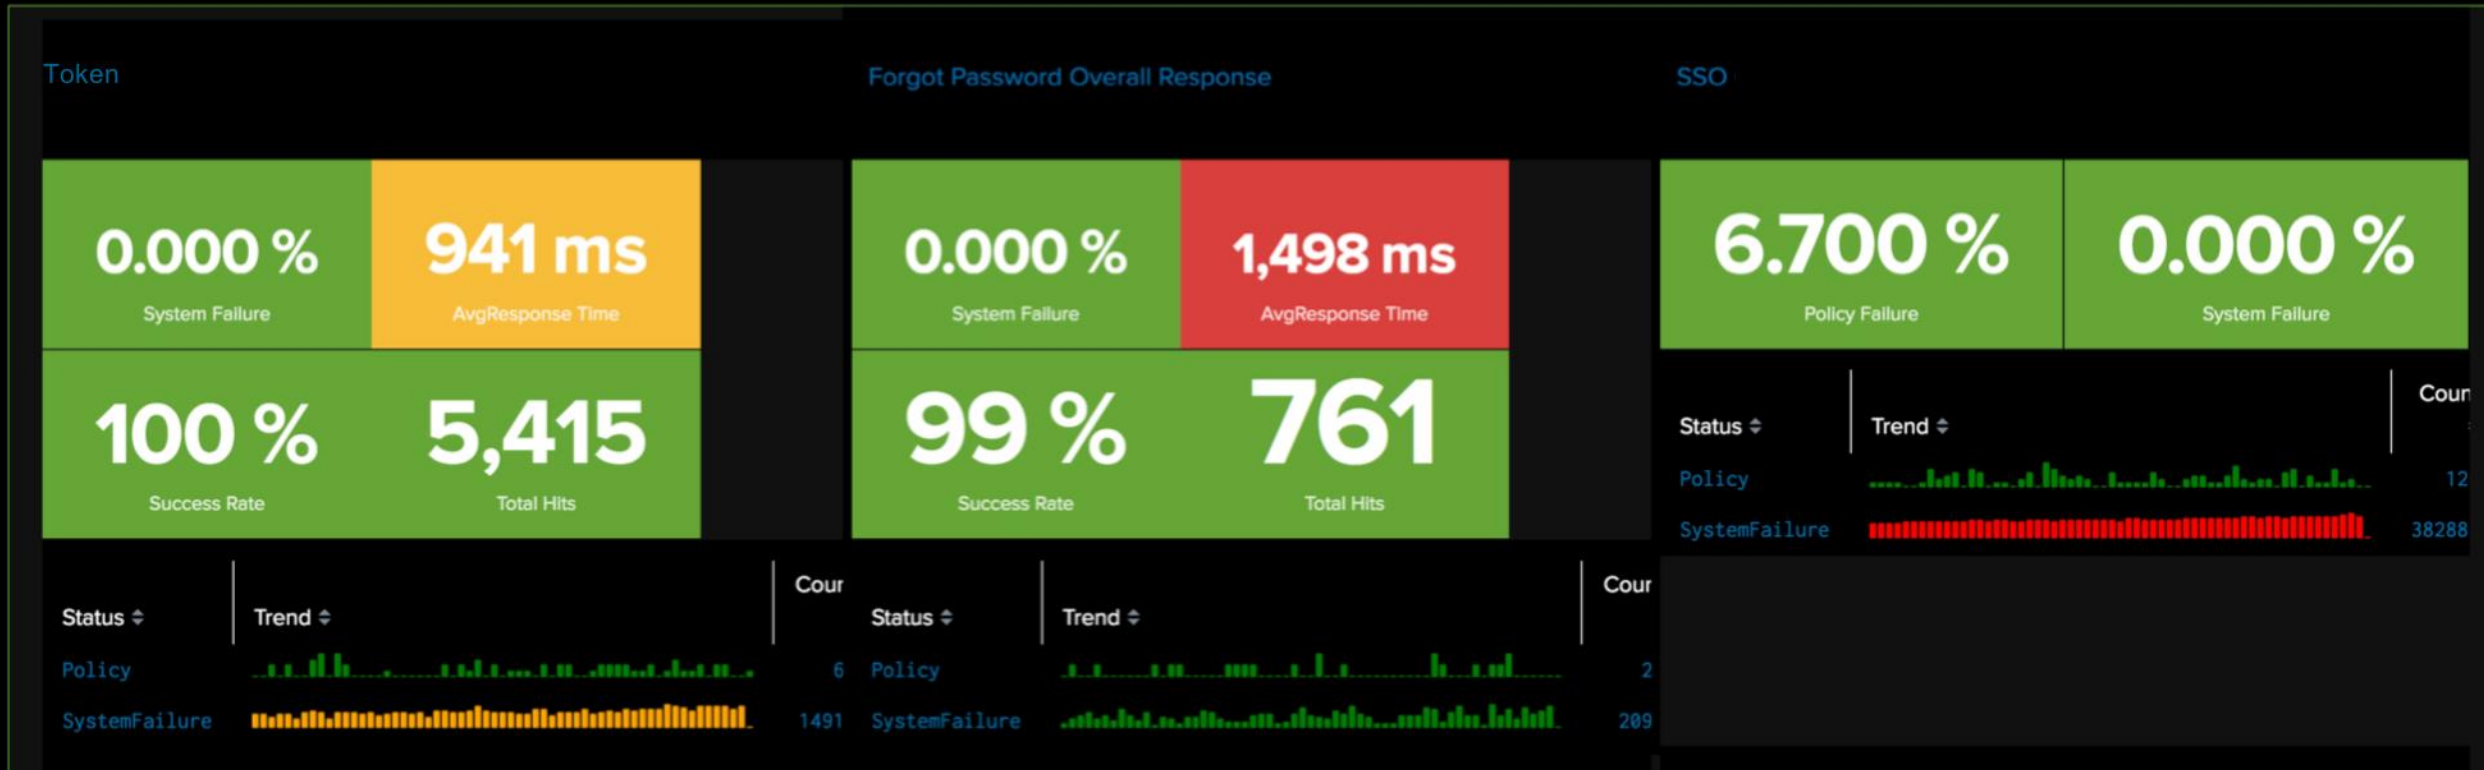 Token
Forgot Password Overall Response
SSO
0.000 %
System Failure
941 ms
AvgResponse Time
100 %
Success Rate
5,415
Total Hits
0.000 %
System Failure
1,498 ms
AvgResponse Time
99 %
Success Rate
761
Total Hits
6.700 %
Policy Failure
0.000 %
System Failure
Status Trend Cour
Policy 6
SystemFailure 1491
Status Trend Cour
Policy 2
SystemFailure 209
Status Trend Coun
Policy 12
SystemFailure 38288